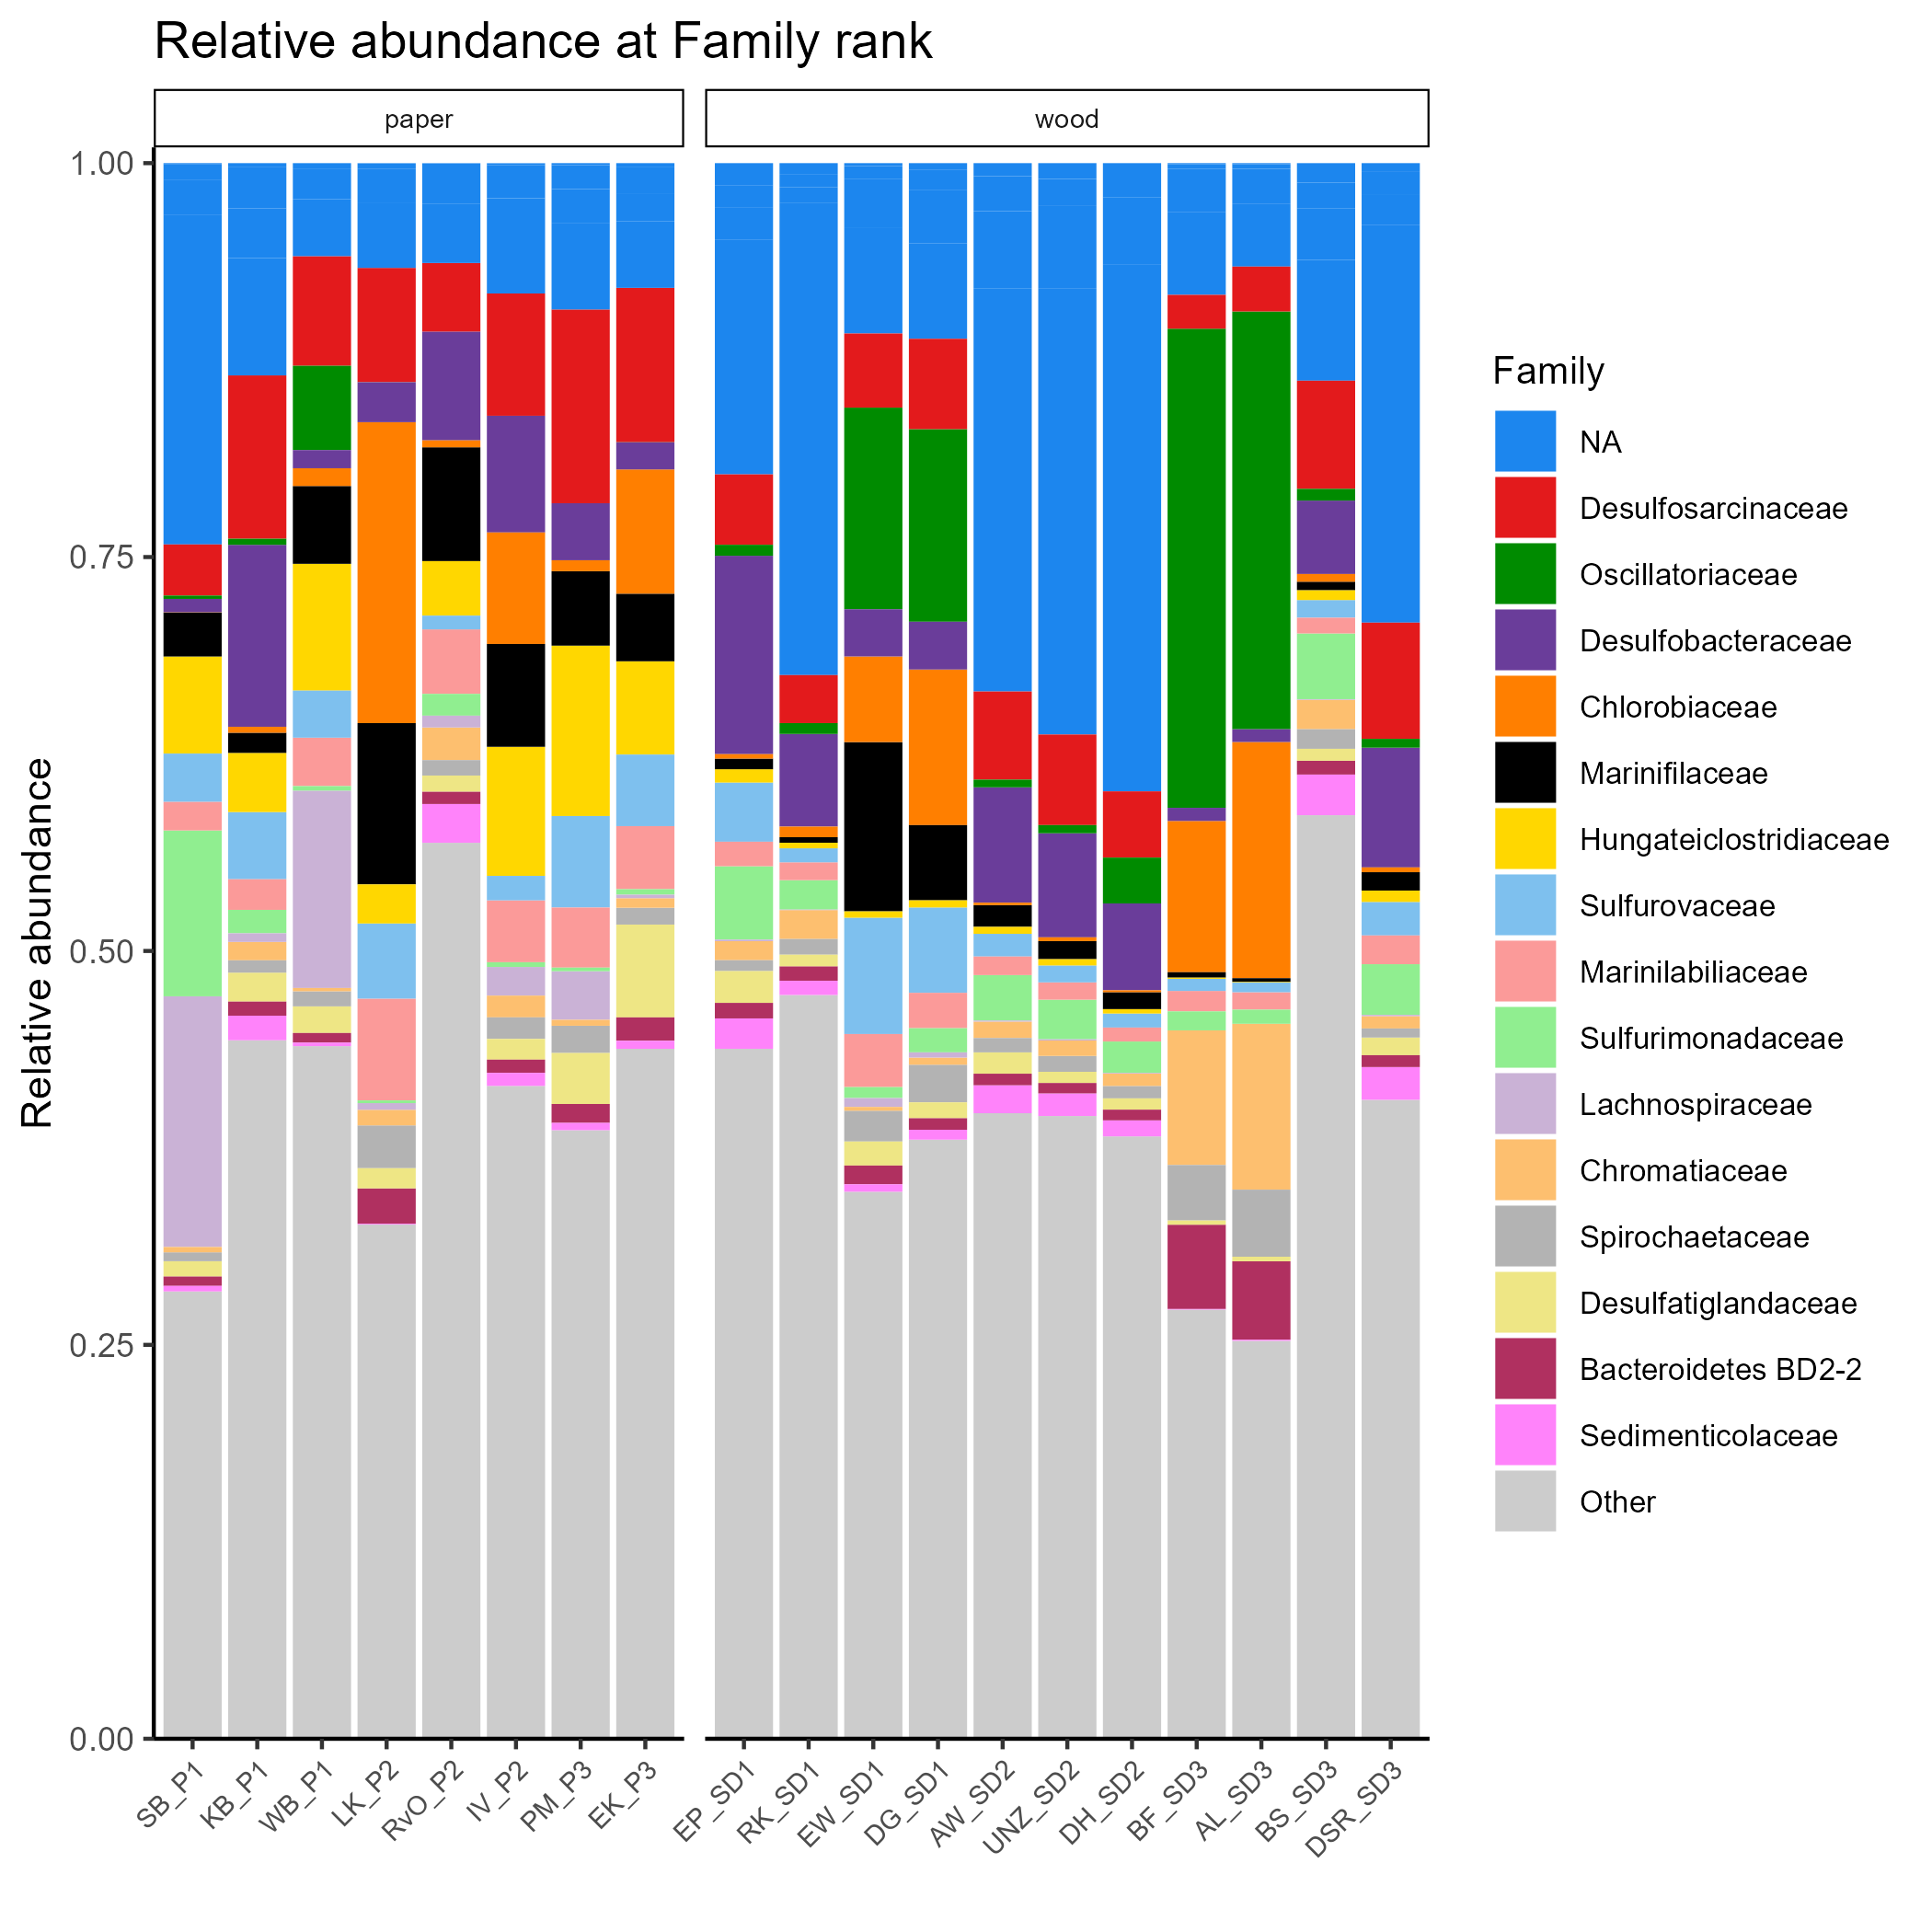 Relative abundance at Family rank
paper
wood
Relative abundance
1.00
0.75
0.50
0.25
0.00
SB_P1
KB_P1
WB_P1
LK_P2
RvO_P2
IV_P2
PM_P3
EK_P3
EP_SD1
RK_SD1
EW_SD1
DG_SD1
AW_SD2
UNZ_SD2
DH_SD2
BF_SD3
AL_SD3
BS_SD3
DSR_SD3
Family
NA
Desulfosarcinaceae
Oscillatoriaceae
Desulfobacteraceae
Chlorobiaceae
Marinifilaceae
Hungateiclostridiaceae
Sulfurovaceae
Marinilabiliaceae
Sulfurimonadaceae
Lachnospiraceae
Chromatiaceae
Spirochaetaceae
Desulfatiglandaceae
Bacteroidetes BD2-2
Sedimenticolaceae
Other